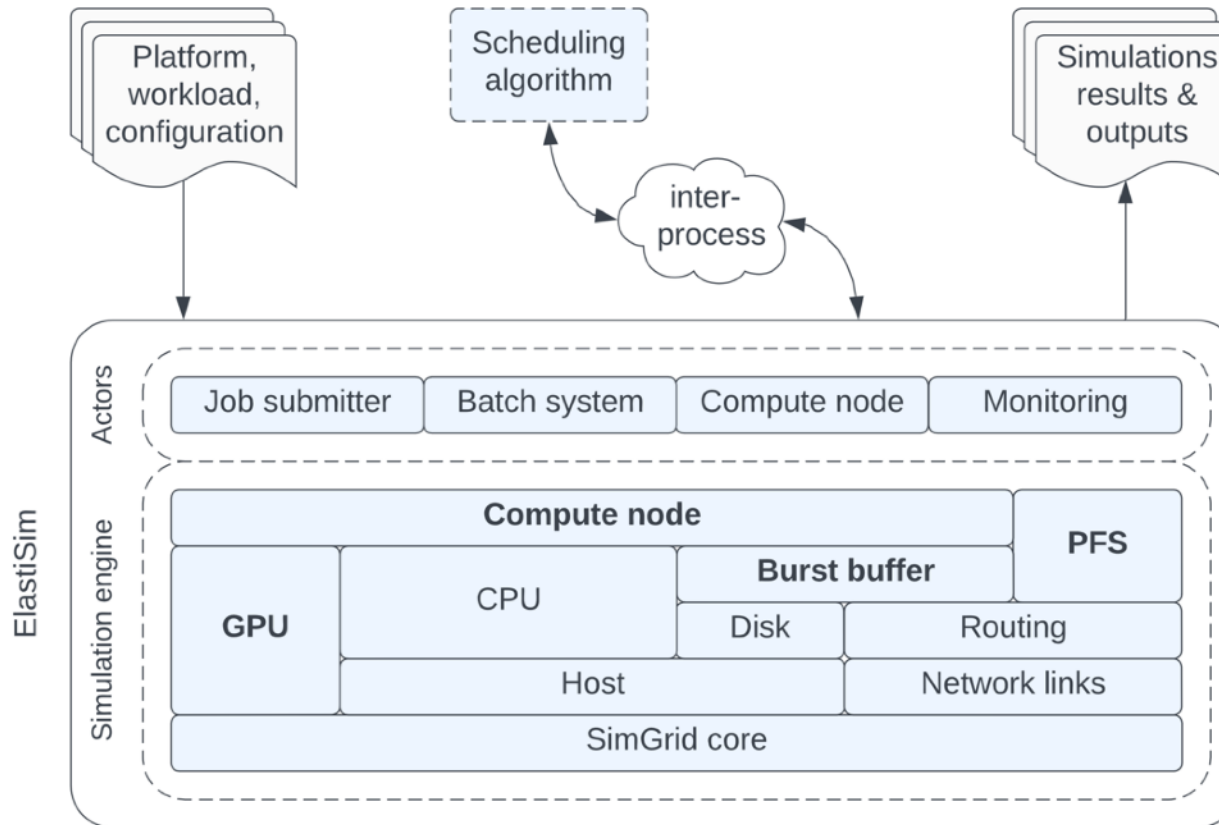 Platform,
workload,
configuration
Scheduling
algorithm
inter-
process
Simulations
results &
outputs
ElastiSim
Actors
Job submitter
Batch system
Compute node
Monitoring
Simulation engine
Compute node
PFS
GPU
CPU
Burst buffer
Disk
Routing
Host
Network links
SimGrid core